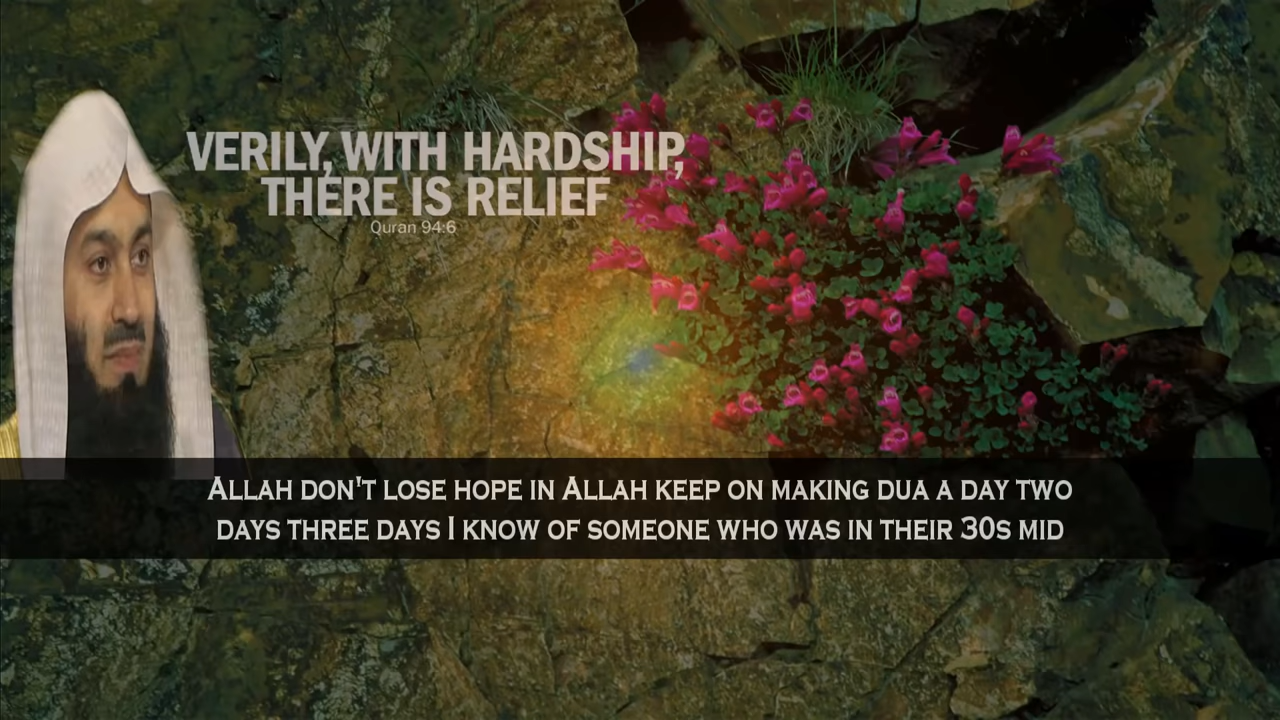 VERILY, WITH HARDSHIP,
THERE IS RELIEF
Quran 94:6
ALLAH DON'T LOSE HOPE IN ALLAH KEEP ON MAKING DUA A DAY TWO
DAYS THREE DAYS I KNOW OF SOMEONE WHO WAS IN THEIR 30S MID